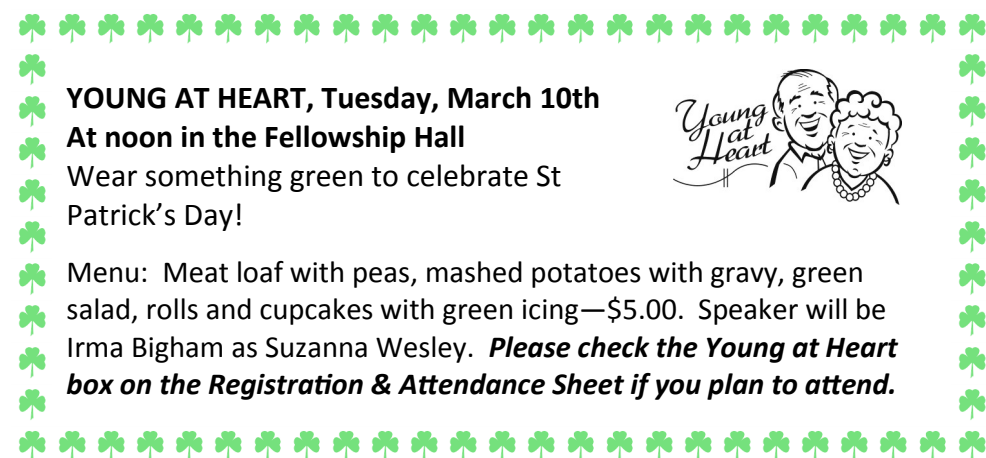 YOUNG AT HEART, Tuesday, March 10th
At noon in the Fellowship Hall
Wear something green to celebrate St
Patrick’s Day!
Young
at
Heart
Menu:  Meat loaf with peas, mashed potatoes with gravy, green
salad, rolls and cupcakes with green icing—$5.00.  Speaker will be
Irma Bigham as Suzanna Wesley.  Please check the Young at Heart
box on the Registration & Attendance Sheet if you plan to attend.